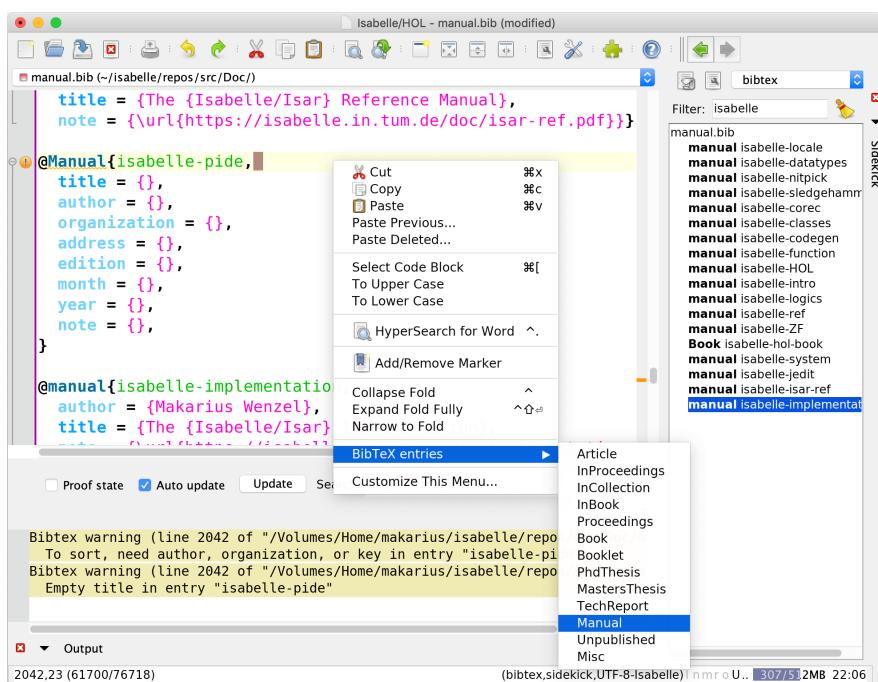 Isabelle/HOL - manual.bib (modified)
manual.bib (~/isabelle/repos/src/Doc/)
title = {The {Isabelle/Isar} Reference Manual},
note = {\url{https://isabelle.in.tum.de/doc/isar-ref.pdf}}}
@Manual{isabelle-pide,
title = {},
author = {},
organization = {},
address = {},
edition = {},
month = {},
year = {},
note = {},
}
@manual{isabelle-implementation
author = {Makarius Wenzel},
title = {The {Isabelle/Isar}
Cut ⌘x
Copy ⌘c
Paste ⌘v
Paste Previous...
Paste Deleted...
Select Code Block ⌘[
To Upper Case
To Lower Case
HyperSearch for Word ^.
Add/Remove Marker
Collapse Fold ^
Expand Fold Fully ^⇧⏎
Narrow to Fold
BibTeX entries
Customize This Menu...
Article
InProceedings
InCollection
InBook
Proceedings
Book
Booklet
PhdThesis
MastersThesis
TechReport
Manual
Unpublished
Misc
bibtex
Filter: isabelle
manual.bib
manual isabelle-locale
manual isabelle-datatypes
manual isabelle-nitpick
manual isabelle-sledgehamm
manual isabelle-corec
manual isabelle-classes
manual isabelle-codegen
manual isabelle-function
manual isabelle-HOL
manual isabelle-intro
manual isabelle-logics
manual isabelle-ref
manual isabelle-ZF
Book isabelle-hol-book
manual isabelle-system
manual isabelle-jedit
manual isabelle-isar-ref
manual isabelle-implementat
Sidekick
Proof state Auto update Update Sea
Bibtex warning (line 2042 of "/Volumes/Home/makarius/isabelle/repo
To sort, need author, organization, or key in entry "isabelle-pi
Bibtex warning (line 2042 of "/Volumes/Home/makarius/isabelle/repo
Empty title in entry "isabelle-pide"
Output
2042,23 (61700/76718) (bibtex,sidekick,UTF-8-Isabelle) n m r o U.. 307/512MB 22:06